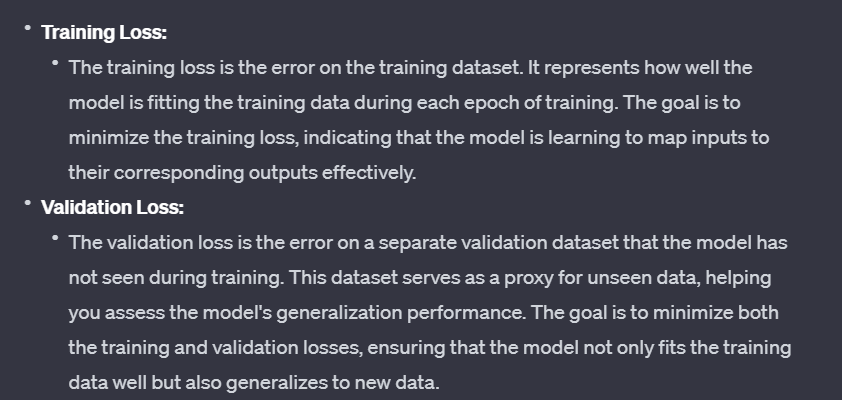 • Training Loss:
• The training loss is the error on the training dataset. It represents how well the
model is fitting the training data during each epoch of training. The goal is to
minimize the training loss, indicating that the model is learning to map inputs to
their corresponding outputs effectively.
• Validation Loss:
• The validation loss is the error on a separate validation dataset that the model has
not seen during training. This dataset serves as a proxy for unseen data, helping
you assess the model's generalization performance. The goal is to minimize both
the training and validation losses, ensuring that the model not only fits the training
data well but also generalizes to new data.